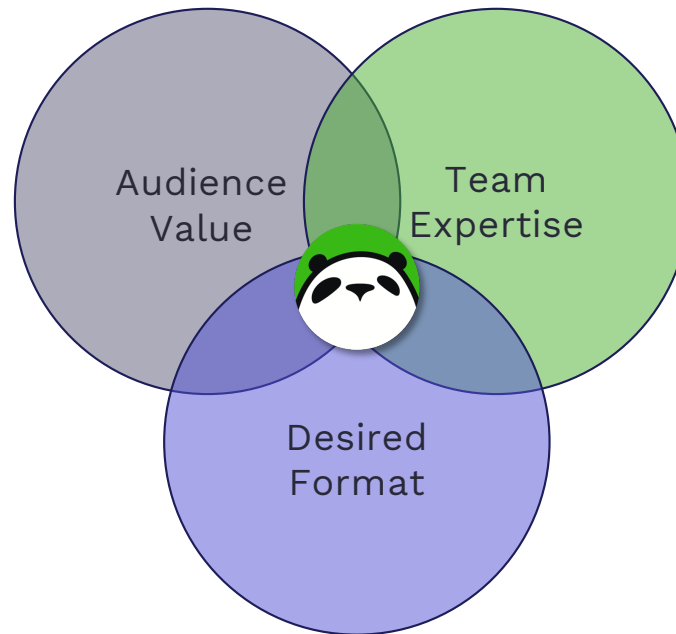 Audience
Value
Team
Expertise
Desired
Format